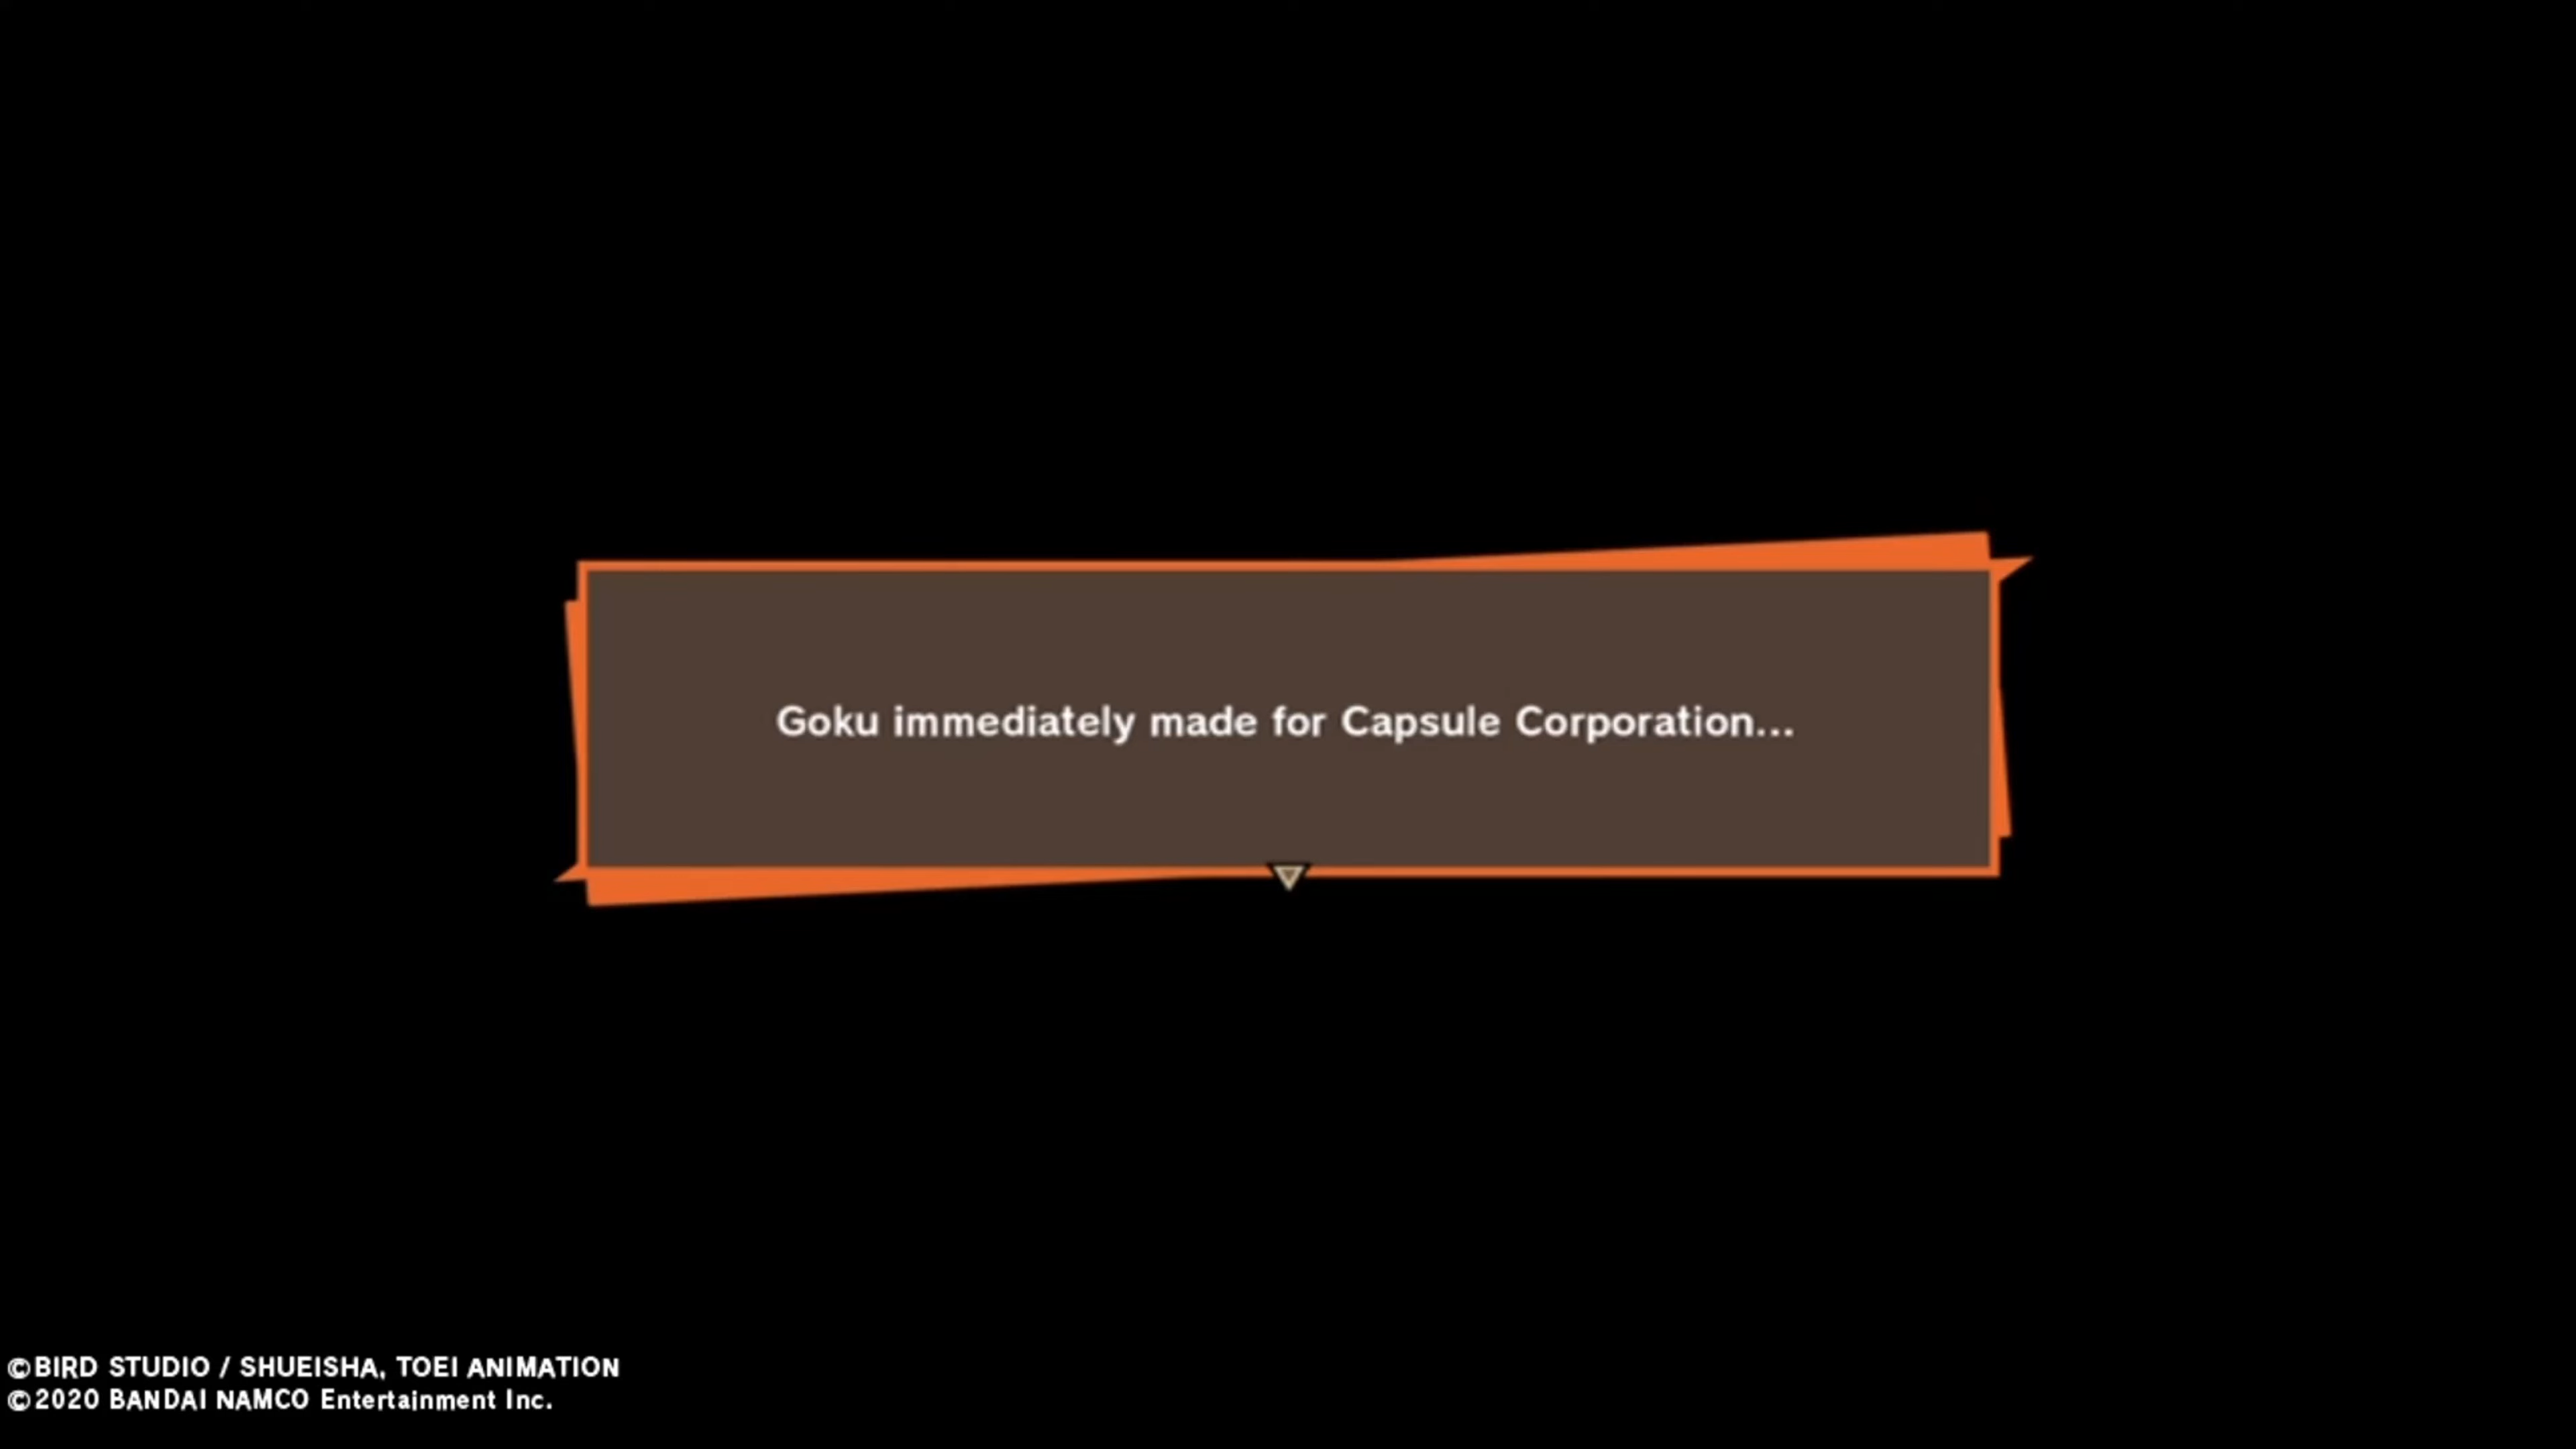 Goku immediately made for Capsule Corporation...
©BIRD STUDIO / SHUEISHA, TOEI ANIMATION
©2020 BANDAI NAMCO Entertainment Inc.